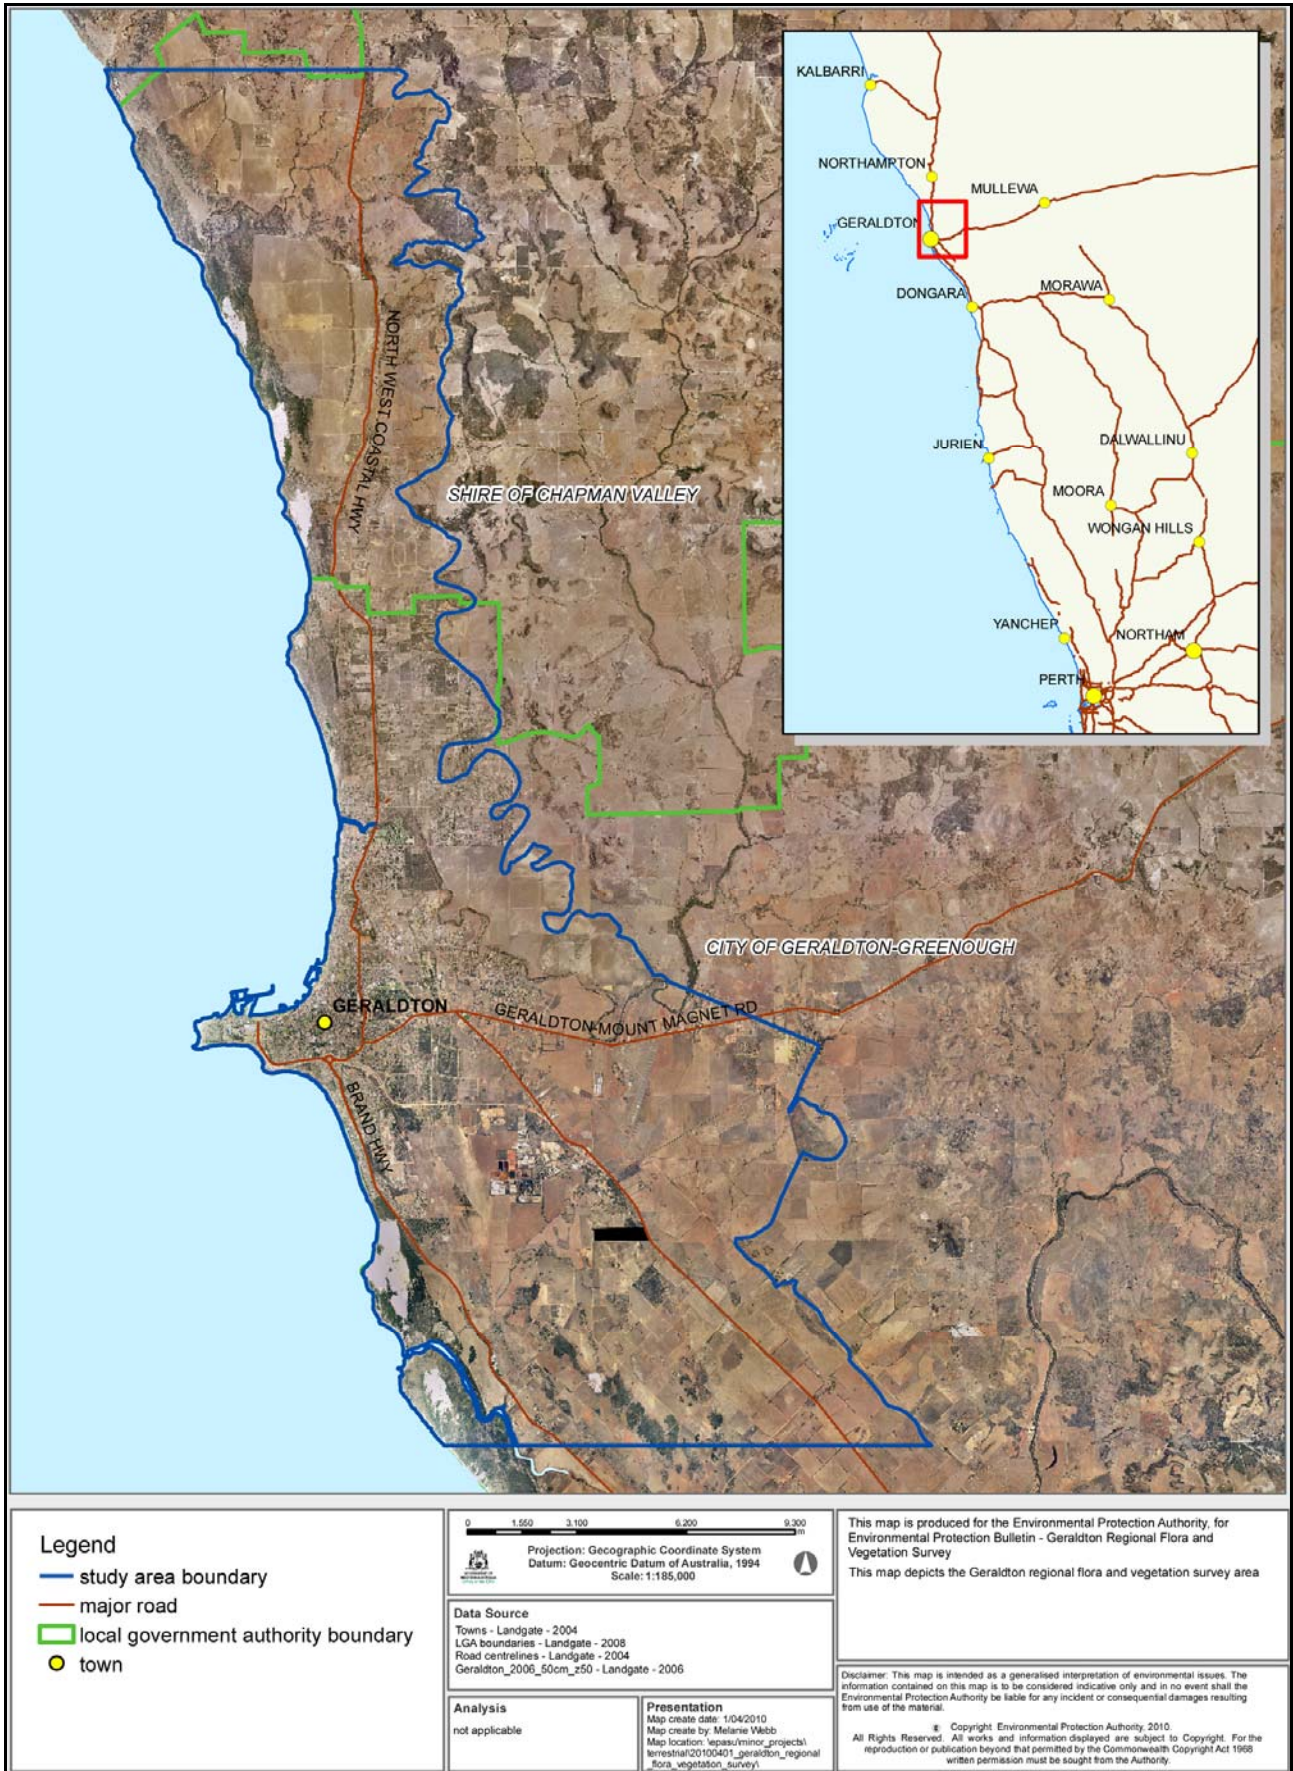 KALBARRI
NORTHAMPTON
MULLEWA
GERALDTON
DONGARA
MORAWA
JURIEN
DALWALLINU
MOORA
WONGAN HILLS
YANCHEP
NORTHAM
PERTH
NORTH WEST COASTAL HWY
SHIRE OF CHAPMAN VALLEY
CITY OF GERALDTON-GREENOUGH
GERALDTON
GERALDTON-MOUNT MAGNET RD
BRAND HWY
Legend
study area boundary
major road
local government authority boundary
town
0 1,550 3,100 6,200 9,300
m
Projection: Geographic Coordinate System
Datum: Geocentric Datum of Australia, 1994
Scale: 1:185,000
Data Source
Towns - Landgate - 2004
LGA boundaries - Landgate - 2008
Road centrelines - Landgate - 2004
Geraldton_2006_50cm_z50 - Landgate - 2006
Analysis
not applicable
Presentation
Map create date: 1/04/2010
Map create by: Melanie Webb
Map location: \epasu\minor_projects\
terrestrial\20100401_geraldton_regional
_flora_vegetation_survey\
This map is produced for the Environmental Protection Authority, for
Environmental Protection Bulletin - Geraldton Regional Flora and
Vegetation Survey
This map depicts the Geraldton regional flora and vegetation survey area
Disclaimer: This map is intended as a generalised interpretation of environmental issues. The
information contained on this map is to be considered indicative only and in no event shall the
Environmental Protection Authority be liable for any incident or consequential damages resulting
from use of the material.
© Copyright Environmental Protection Authority, 2010.
All Rights Reserved. All works and information displayed are subject to Copyright. For the
reproduction or publication beyond that permitted by the Commonwealth Copyright Act 1968
written permission must be sought from the Authority.